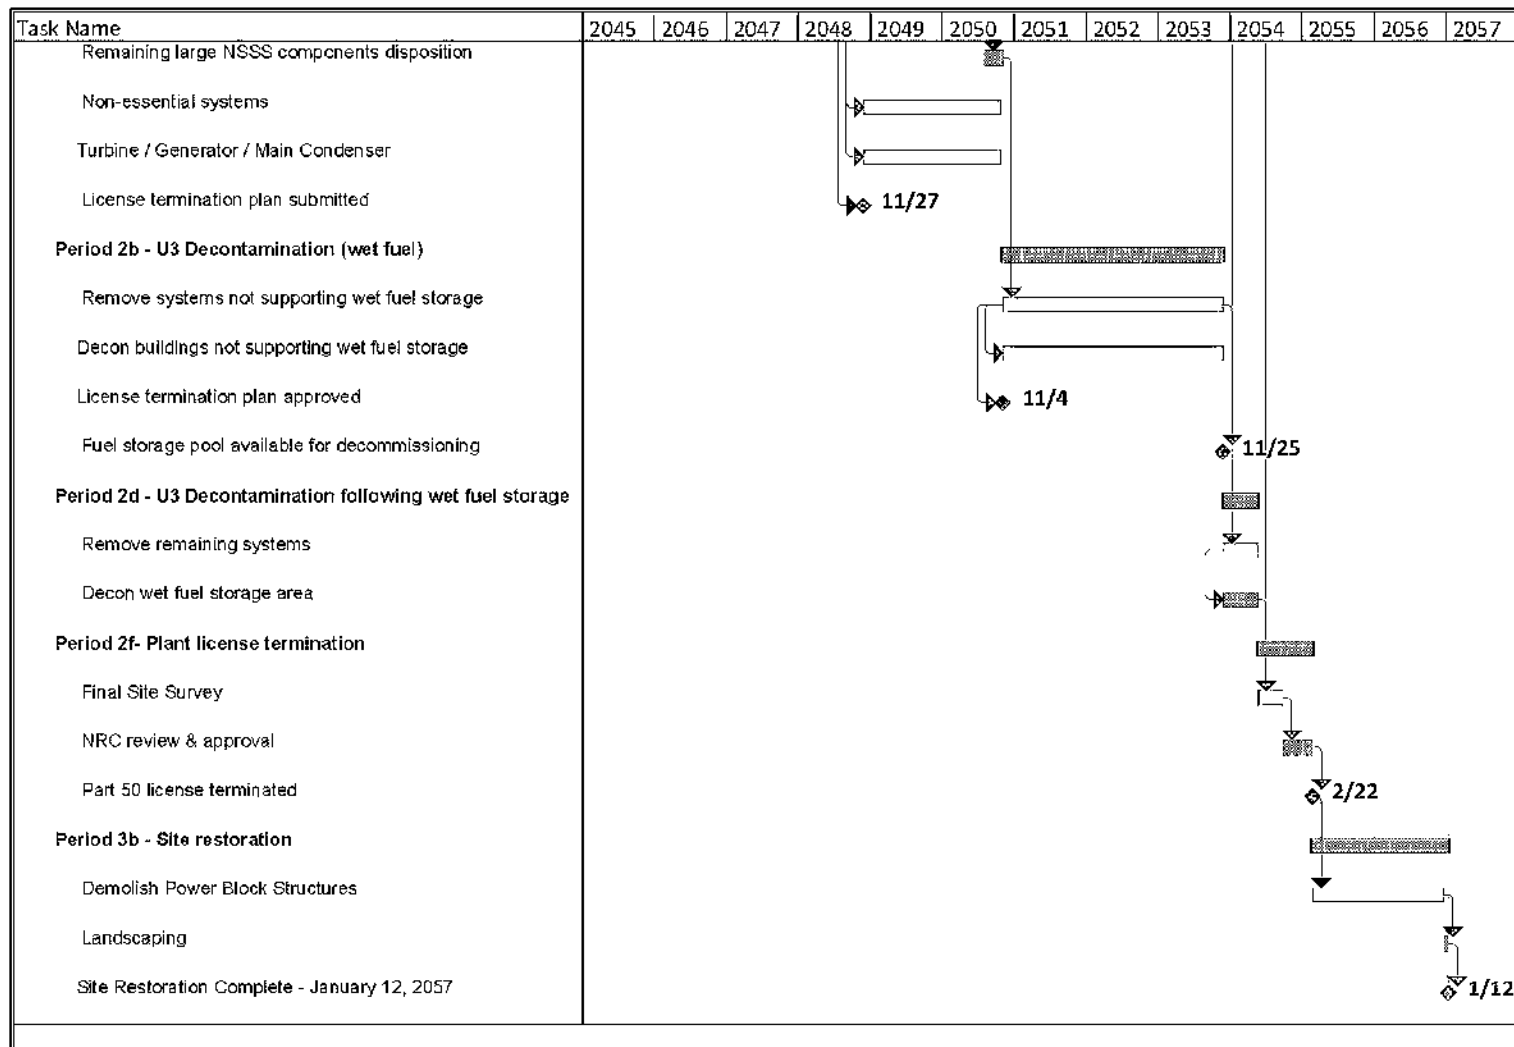 Task Name 2045 2046 2047 2048 2049 2050 2051 2052 2053 2054 2055 2056 2057
Remaining large NSSS components disposition
Non-essential systems
Turbine / Generator / Main Condenser
License termination plan submitted 11/27
Period 2b - U3 Decontamination (wet fuel)
Remove systems not supporting wet fuel storage
Decon buildings not supporting wet fuel storage
License termination plan approved 11/4
Fuel storage pool available for decommissioning 11/25
Period 2d - U3 Decontamination following wet fuel storage
Remove remaining systems
Decon wet fuel storage area
Period 2f- Plant license termination
Final Site Survey
NRC review & approval
Part 50 license terminated 2/22
Period 3b - Site restoration
Demolish Power Block Structures
Landscaping
Site Restoration Complete - January 12, 2057 1/12